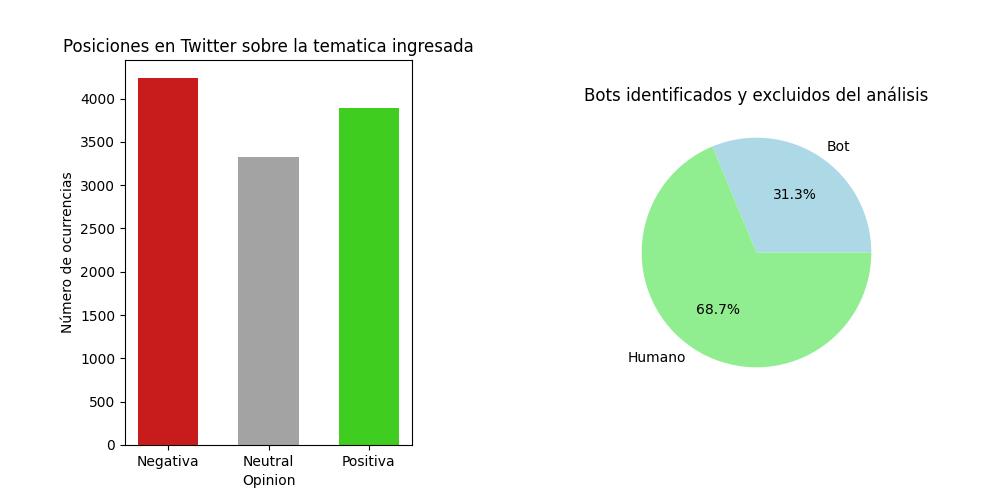 Posiciones en Twitter sobre la tematica ingresada
Número de ocurrencias
4000
3500
3000
2500
2000
1500
1000
500
0
Negativa
Neutral
Positiva
Opinion
Bots identificados y excluidos del análisis
Bot
31.3%
68.7%
Humano